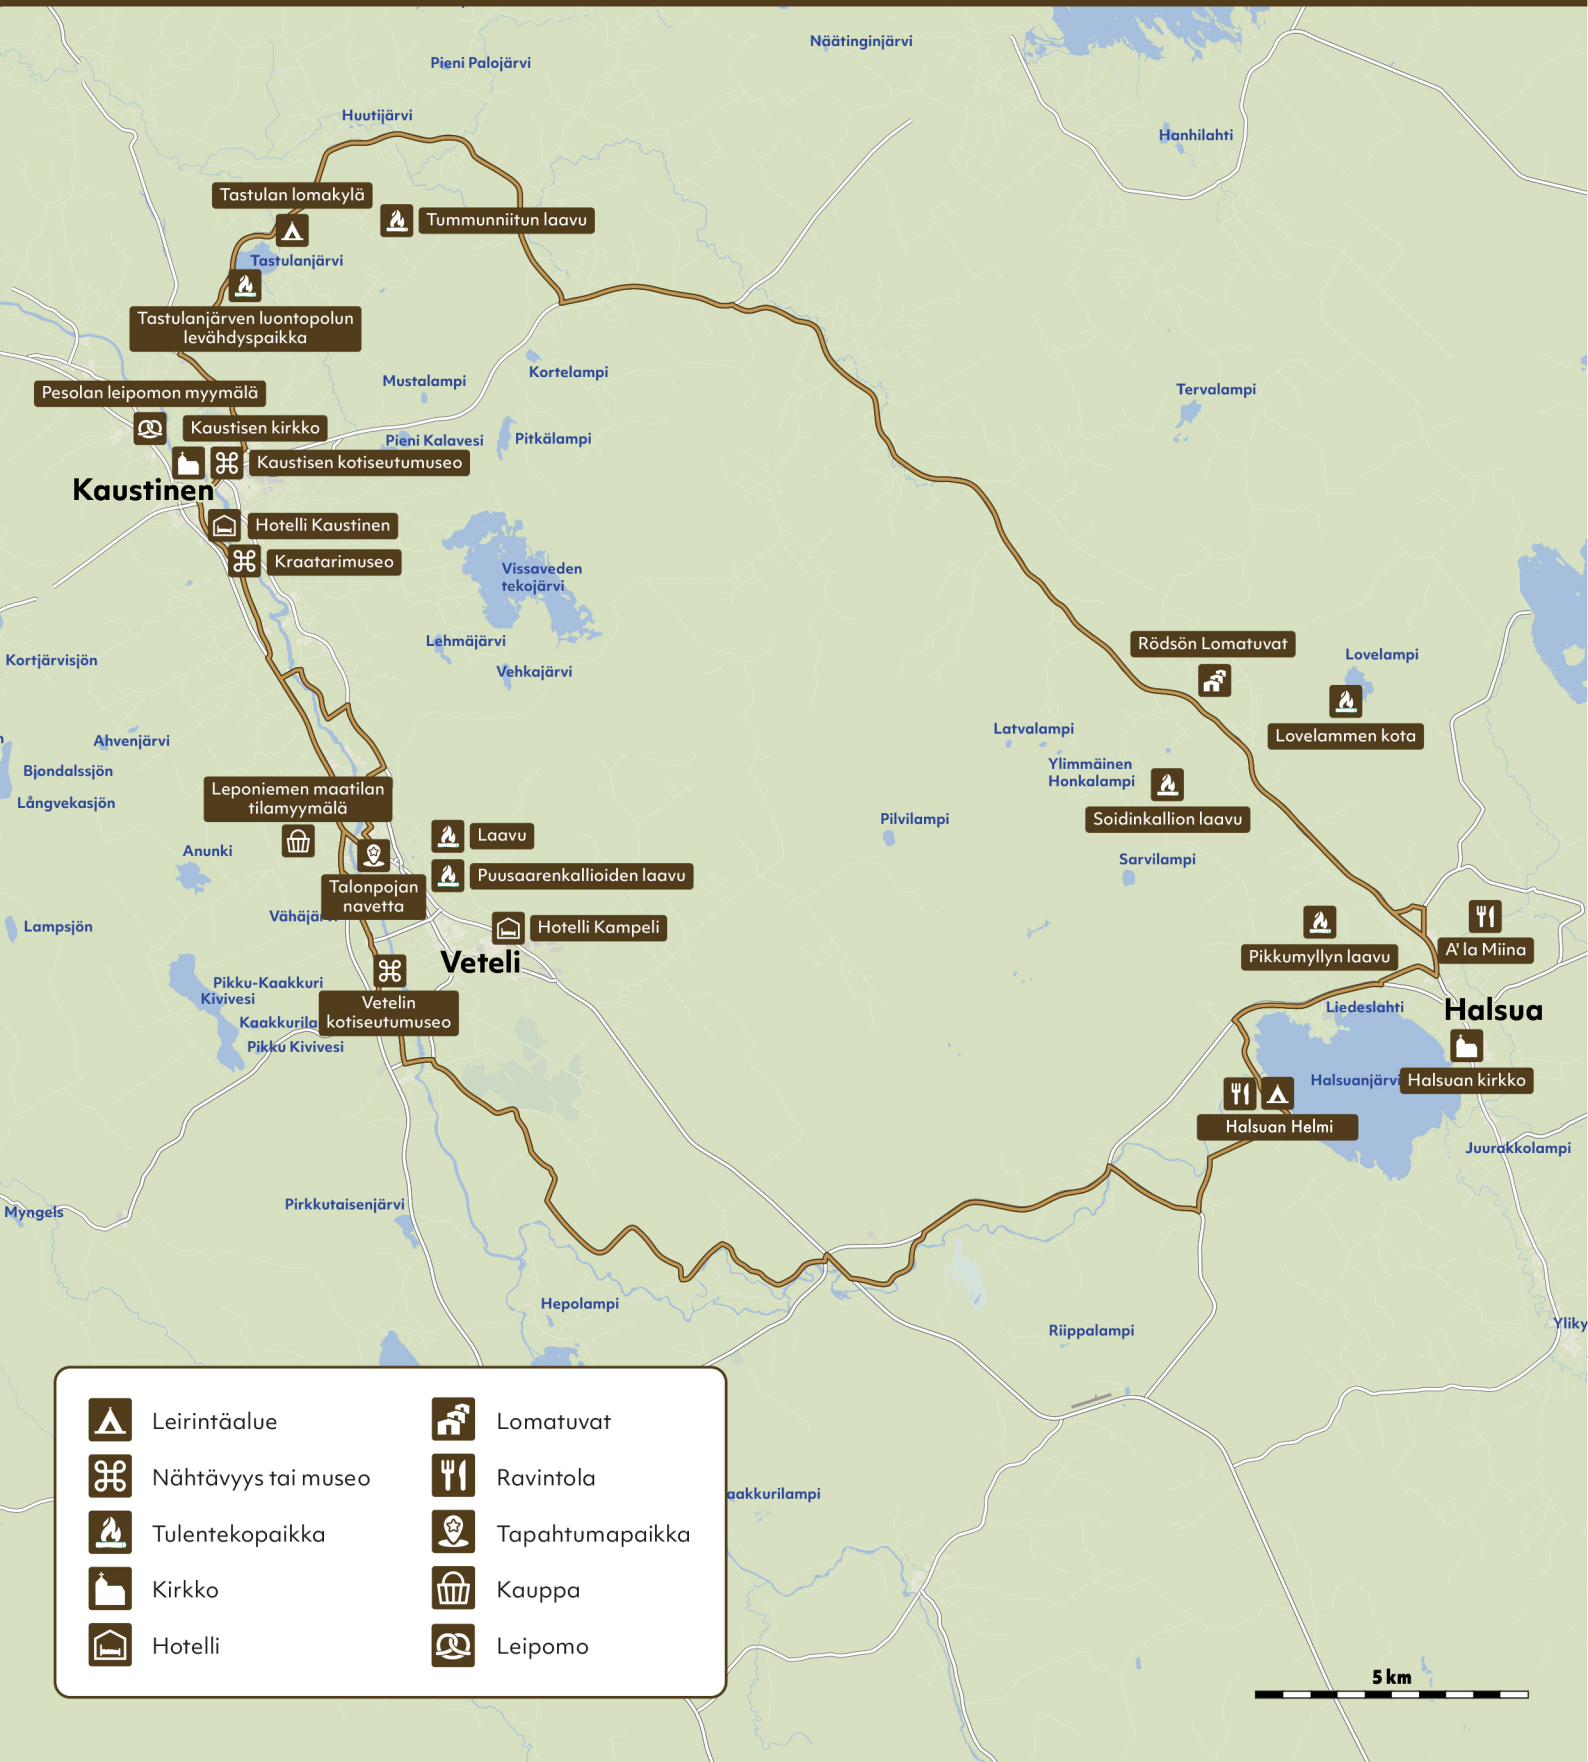 Näätinginjärvi
Pieni Palojärvi
Huutijärvi
Hanhilahti
Tastulan lomakylä
Tummunniitun laavu
Tastulanjärvi
Tastulanjärven luontopolun
levähdyspaikka
Kortelampi
Mustalampi
Tervalampi
Pesolan leipomon myymälä
Kaustisen kirkko
Pieni Kalavesi
Pitkälampi
Kaustisen kotiseutumuseo
Kaustinen
Hotelli Kaustinen
Kraatarimuseo
Vissaveden
tekojärvi
Lehmäjärvi
Vehkajärvi
Kortjärvisjön
Rödsön Lomatuvat
Lovelampi
Lovelammen kota
Latvalampi
Ahvenjärvi
Ylimmäinen
Honkalampi
Bjondalssjön
Långvekasjön
Leponiemen maatilan
tilamyymälä
Soidinkallion laavu
Pilvilampi
Laavu
Anunki
Sarvilampi
Puusaarenkallioiden laavu
Talonpojan
navetta
Vähäjär
Lampsjön
Hotelli Kampeli
Veteli
A' la Miina
Pikkumyllyn laavu
Pikku-Kaakkuri
Kivivesi
Vetelin
kotiseutumuseo
Kaakkurila
Pikku Kivivesi
Liedeslahti
Halsua
Halsuanjärvi
Halsuan kirkko
Halsuan Helmi
Juurakkolampi
Pirkkutaisenjärvi
Myngels
Hepolampi
Riippalampi
Yliky
aakkurilampi
Leirintäalue
Nähtävyys tai museo
Tulentekopaikka
Kirkko
Hotelli
Lomatuvat
Ravintola
Tapahtumapaikka
Kauppa
Leipomo
5 km